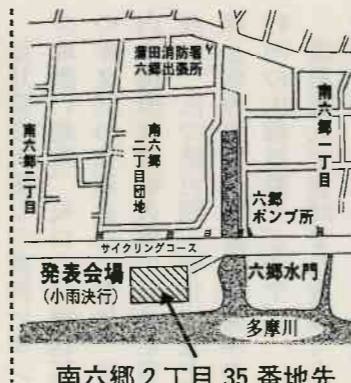 蒲田消防署
六郷出張所
南六郷一丁目
南六郷二丁目
南六郷
二丁目団地
六郷
ポンプ所
サイクリングコース
発表会場
(小雨決行)
六郷水門
多摩川
南六郷2丁目35番地先